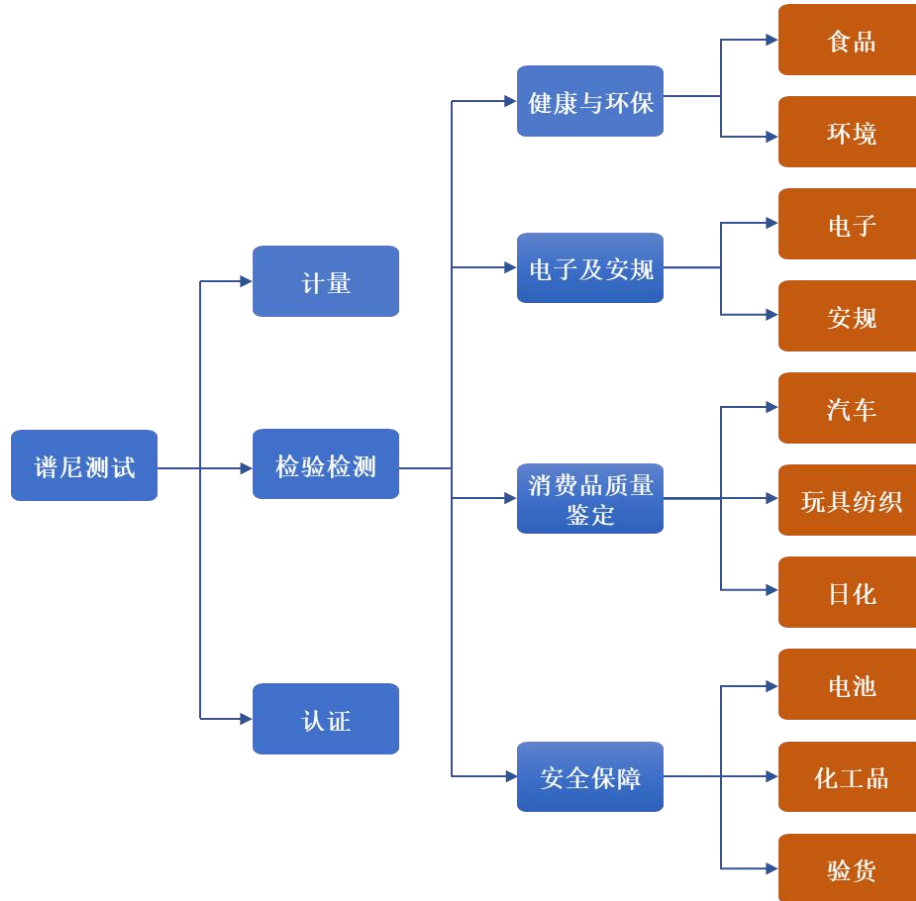 谱尼测试
计量
检验检测
认证
健康与环保
电子及安规
消费品质量
鉴定
安全保障
食品
环境
电子
安规
汽车
玩具纺织
日化
电池
化工品
验货